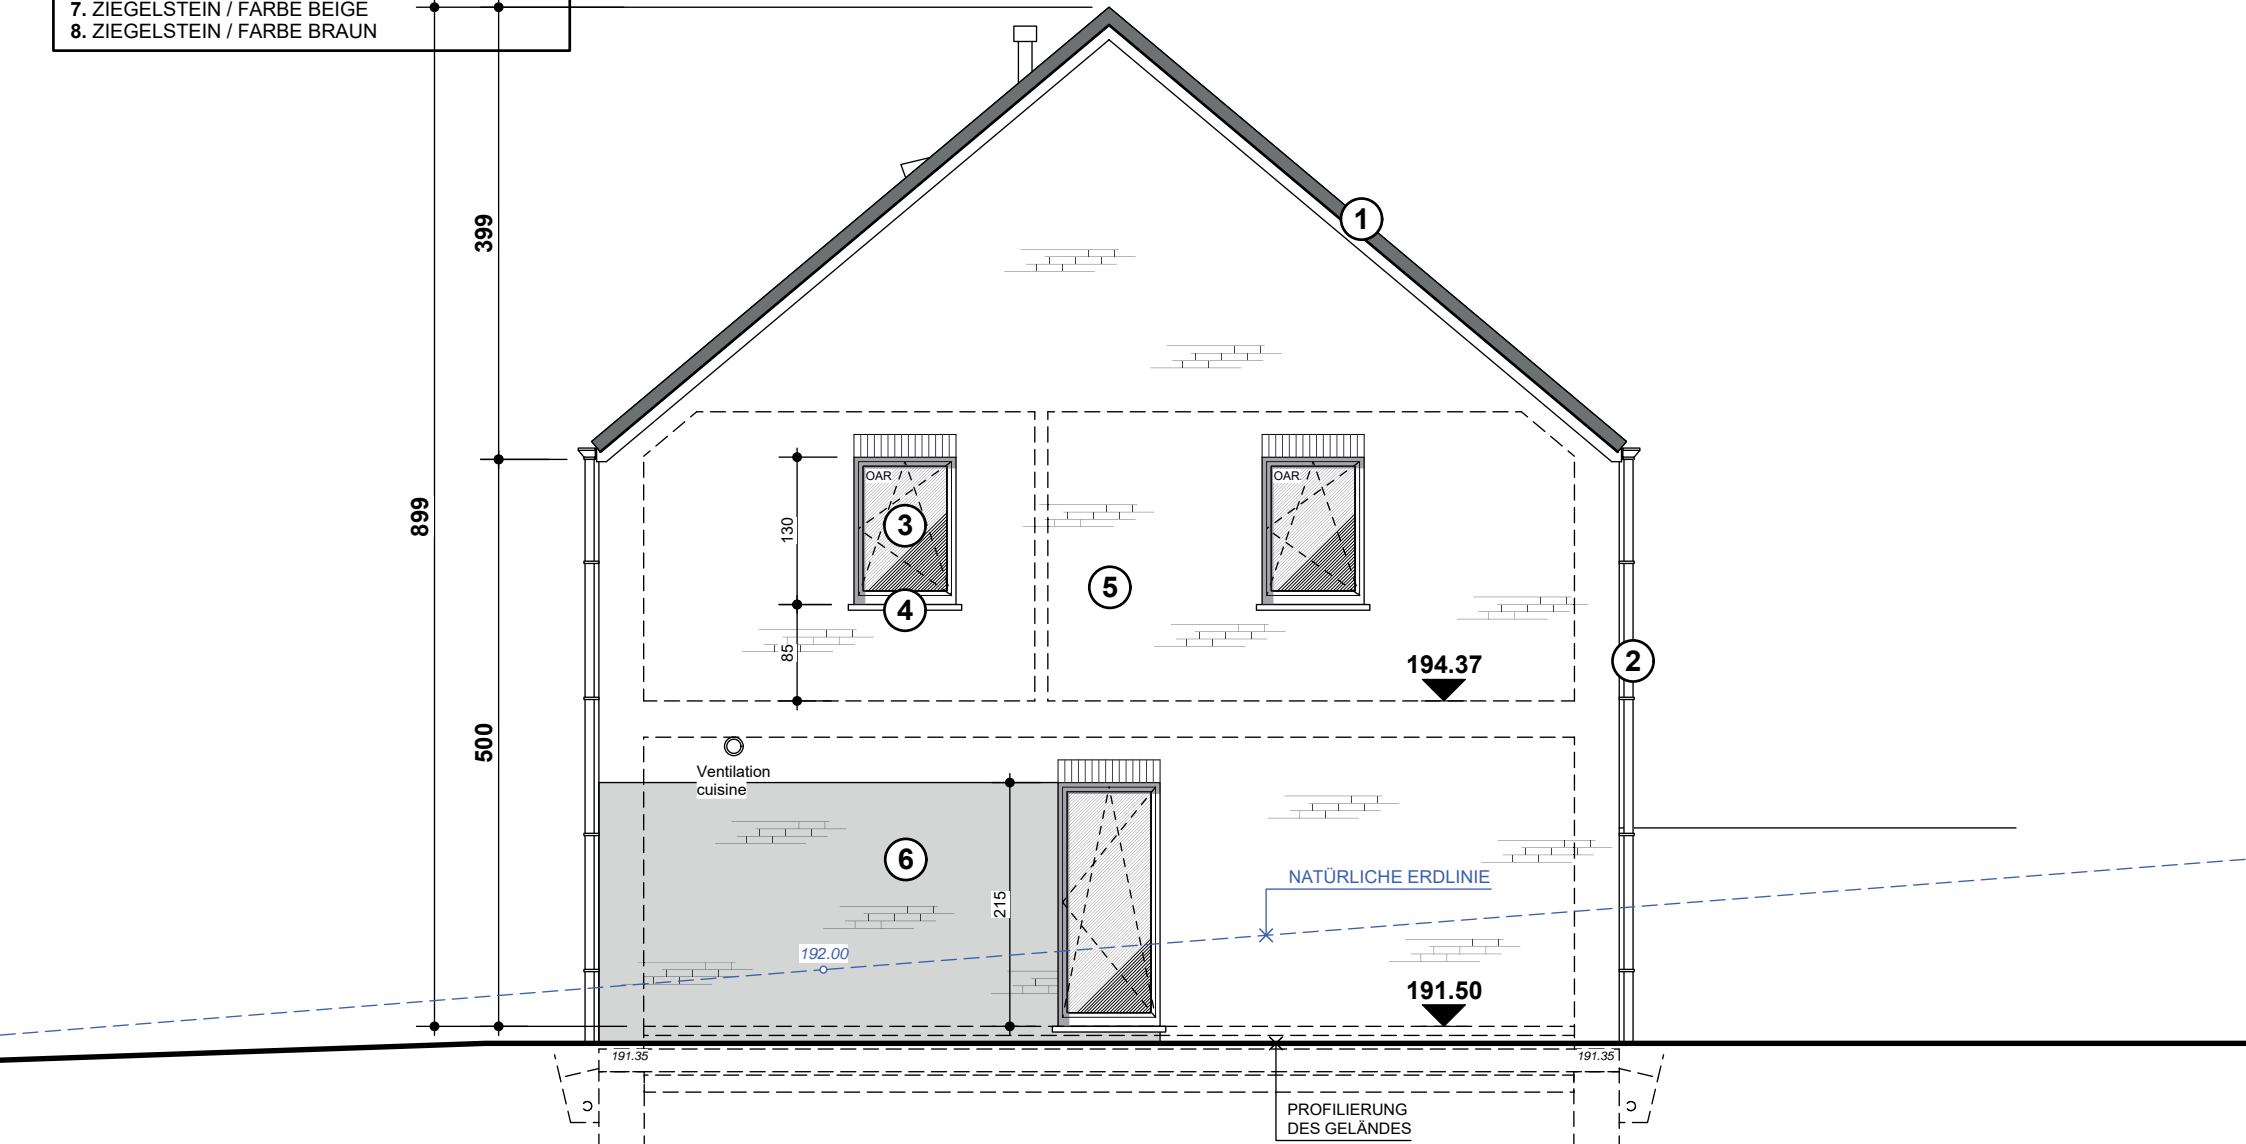 7. ZIEGELSTEIN / FARBE BEIGE
8. ZIEGELSTEIN / FARBE BRAUN
1
399
OAR
OAR
899
130
3
5
4
85
2
194.37
500
Ventilation
cuisine
6
215
NATÜRLICHE ERDLINIE
192.00
191.50
191.35
191.35
PROFILIERUNG
DES GELÄNDES